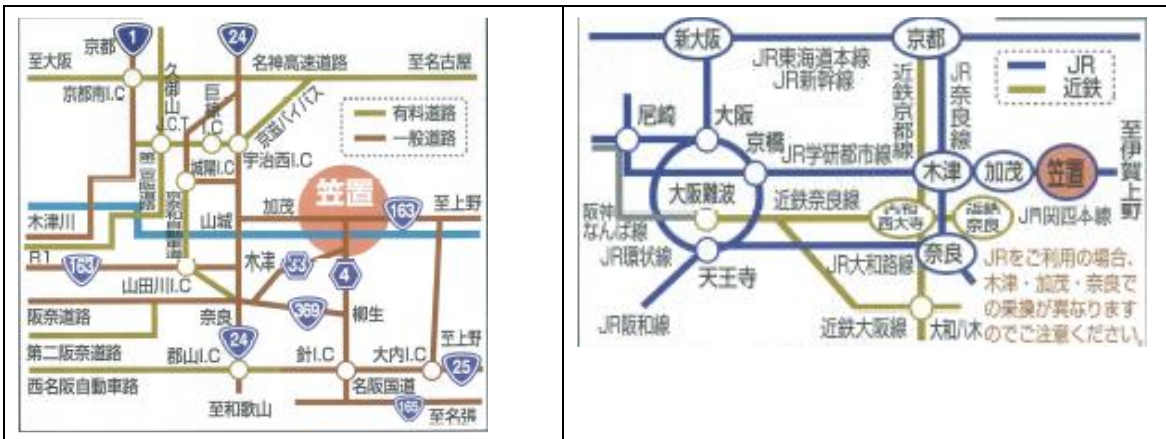 1
24
京都
至大阪
名神高速道路
至名古屋
久御山J.C.T
巨椋I.C
京滋バイパス
京都南I.C
有料道路
一般道路
宇治西I.C
城陽I.C
第二京阪道路
京奈和自動車道
笠置
木津川
山城
加茂
163
至上野
R1
163
木津
33
4
山田川I.C
369
柳生
阪奈道路
奈良
24
至上野
第二阪奈道路
郡山I.C
針I.C
大内I.C
25
西名阪自動車路
名阪国道
至和歌山
165
至名張
新大阪
京都
JR東海道本線
JR新幹線
近鉄京都線
JR奈良線
JR
近鉄
尼崎
大阪
京橋
JR学研都市線
木津
加茂
笠置
至伊賀上野
大阪難波
近鉄奈良線
大和西大寺
近鉄奈良
JR関西本線
阪神なんば線
JR環状線
天王寺
JR大和路線
奈良
JR阪和線
近鉄大阪線
大和八木
JRをご利用の場合、
木津・加茂・奈良で
の乗換が異なります
のでご注意ください。